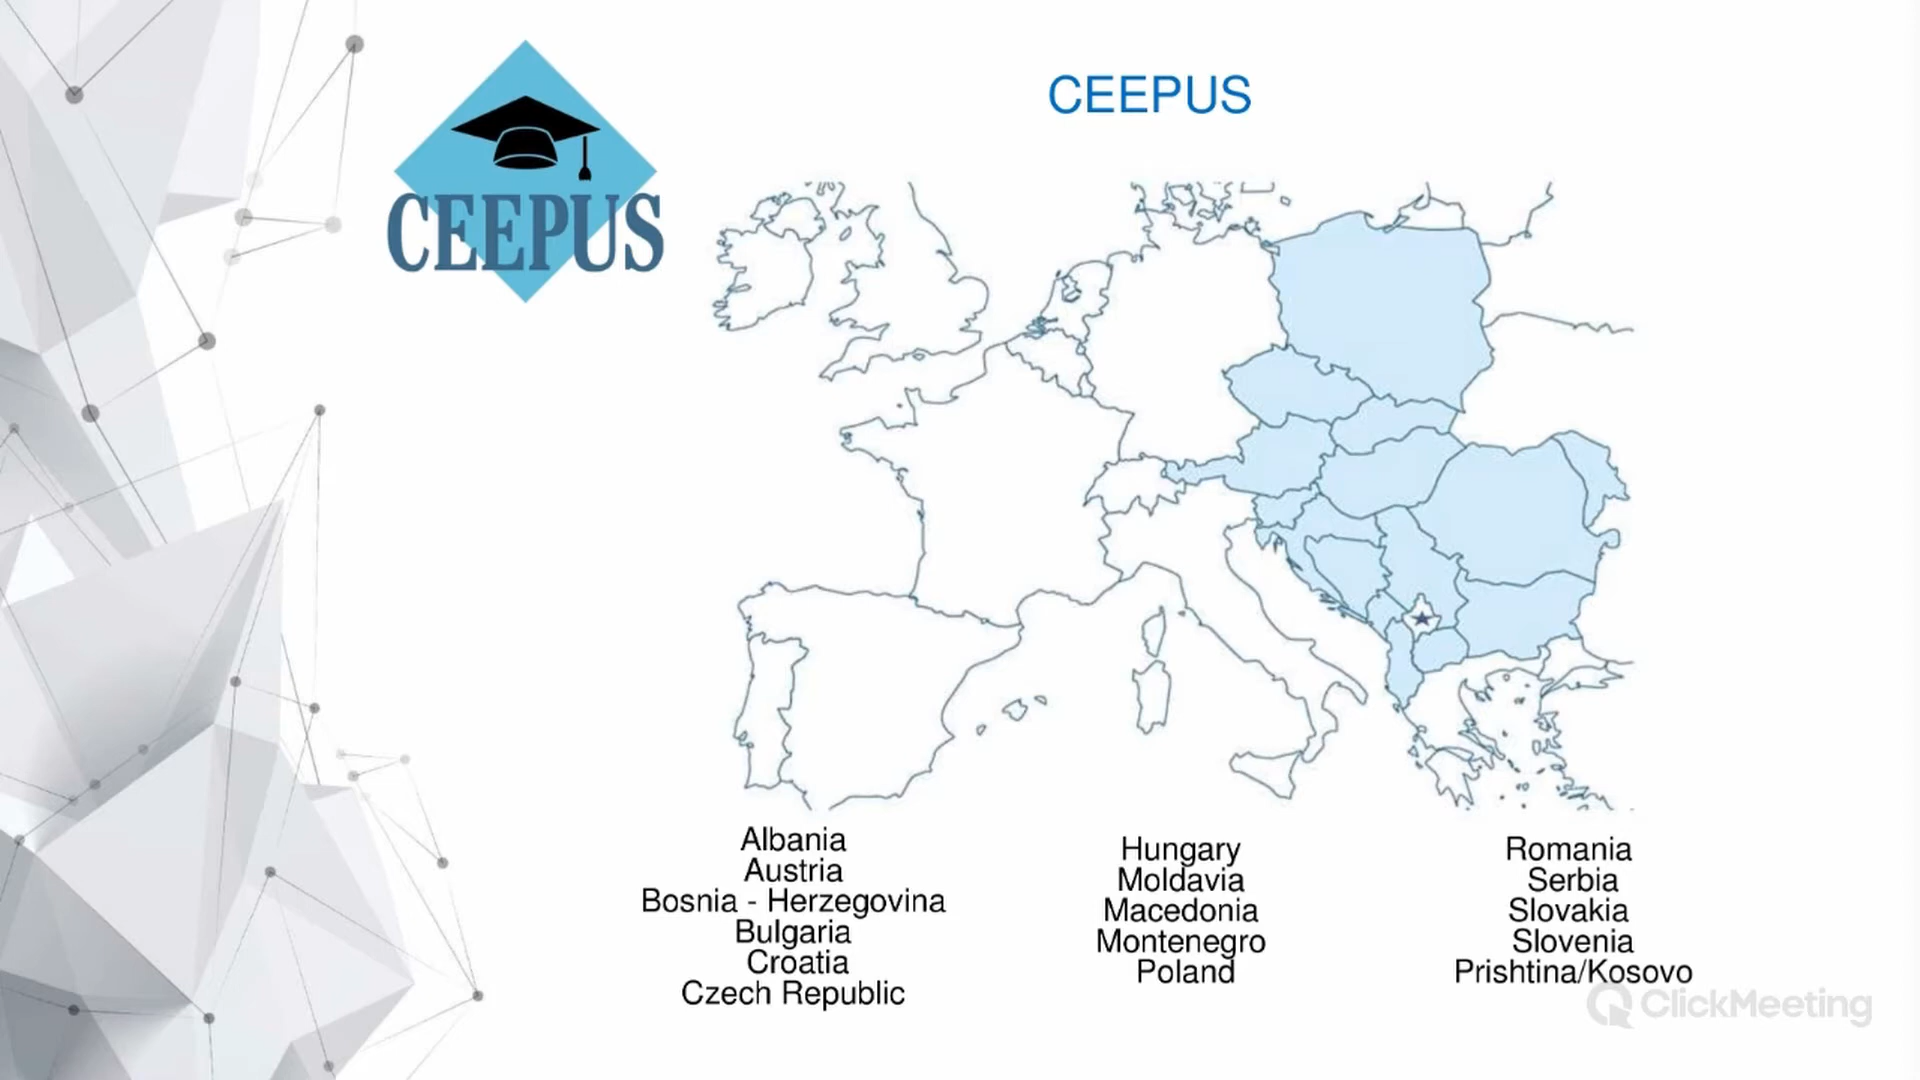 CEEPUS
CEEPUS
Albania
Austria
Bosnia - Herzegovina
Bulgaria
Croatia
Czech Republic
Hungary
Moldavia
Macedonia
Montenegro
Poland
Romania
Serbia
Slovakia
Slovenia
Prishtina/Kosovo
ClickMeeting